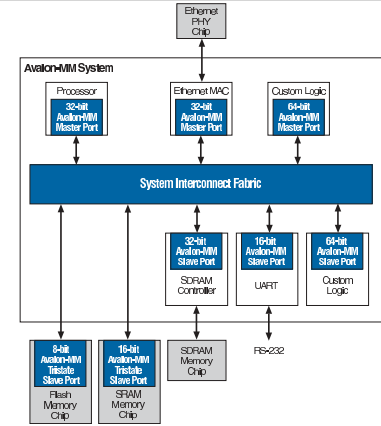 Ethernet
PHY
Chip
Avalon-MM System
Processor
32-bit
Avalon-MM
Master Port
Ethernet MAC
32-bit
Avalon-MM
Master Port
Custom Logic
64-bit
Avalon-MM
Master Port
System Interconnect Fabric
32-bit
Avalon-MM
Slave Port
SDRAM
Controller
16-bit
Avalon-MM
Slave Port
UART
64-bit
Avalon-MM
Slave Port
Custom
Logic
8-bit
Avalon-MM
Tristate
Slave Port
Flash
Memory
Chip
16-bit
Avalon-MM
Tristate
Slave Port
SRAM
Memory
Chip
SDRAM
Memory
Chip
RS-232